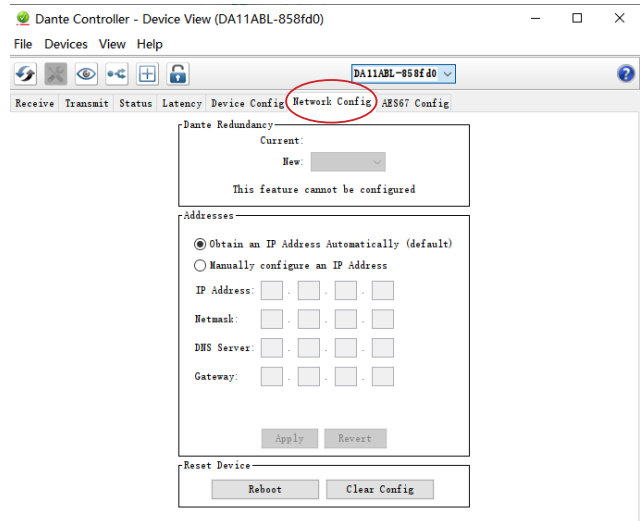 Dante Controller - Device View (DA11ABL-858fd0)
File Devices View Help
DA11ABL-858fd0
Receive Transmit Status Latency Device Config Network Config AES67 Config
Dante Redundancy
Current:
New:
This feature cannot be configured
Addresses
Obtain an IP Address Automatically (default)
Manually configure an IP Address
IP Address: . . .
Netmask: . . .
DNS Server: . . .
Gateway: . . .
Apply Revert
Reset Device
Reboot Clear Config